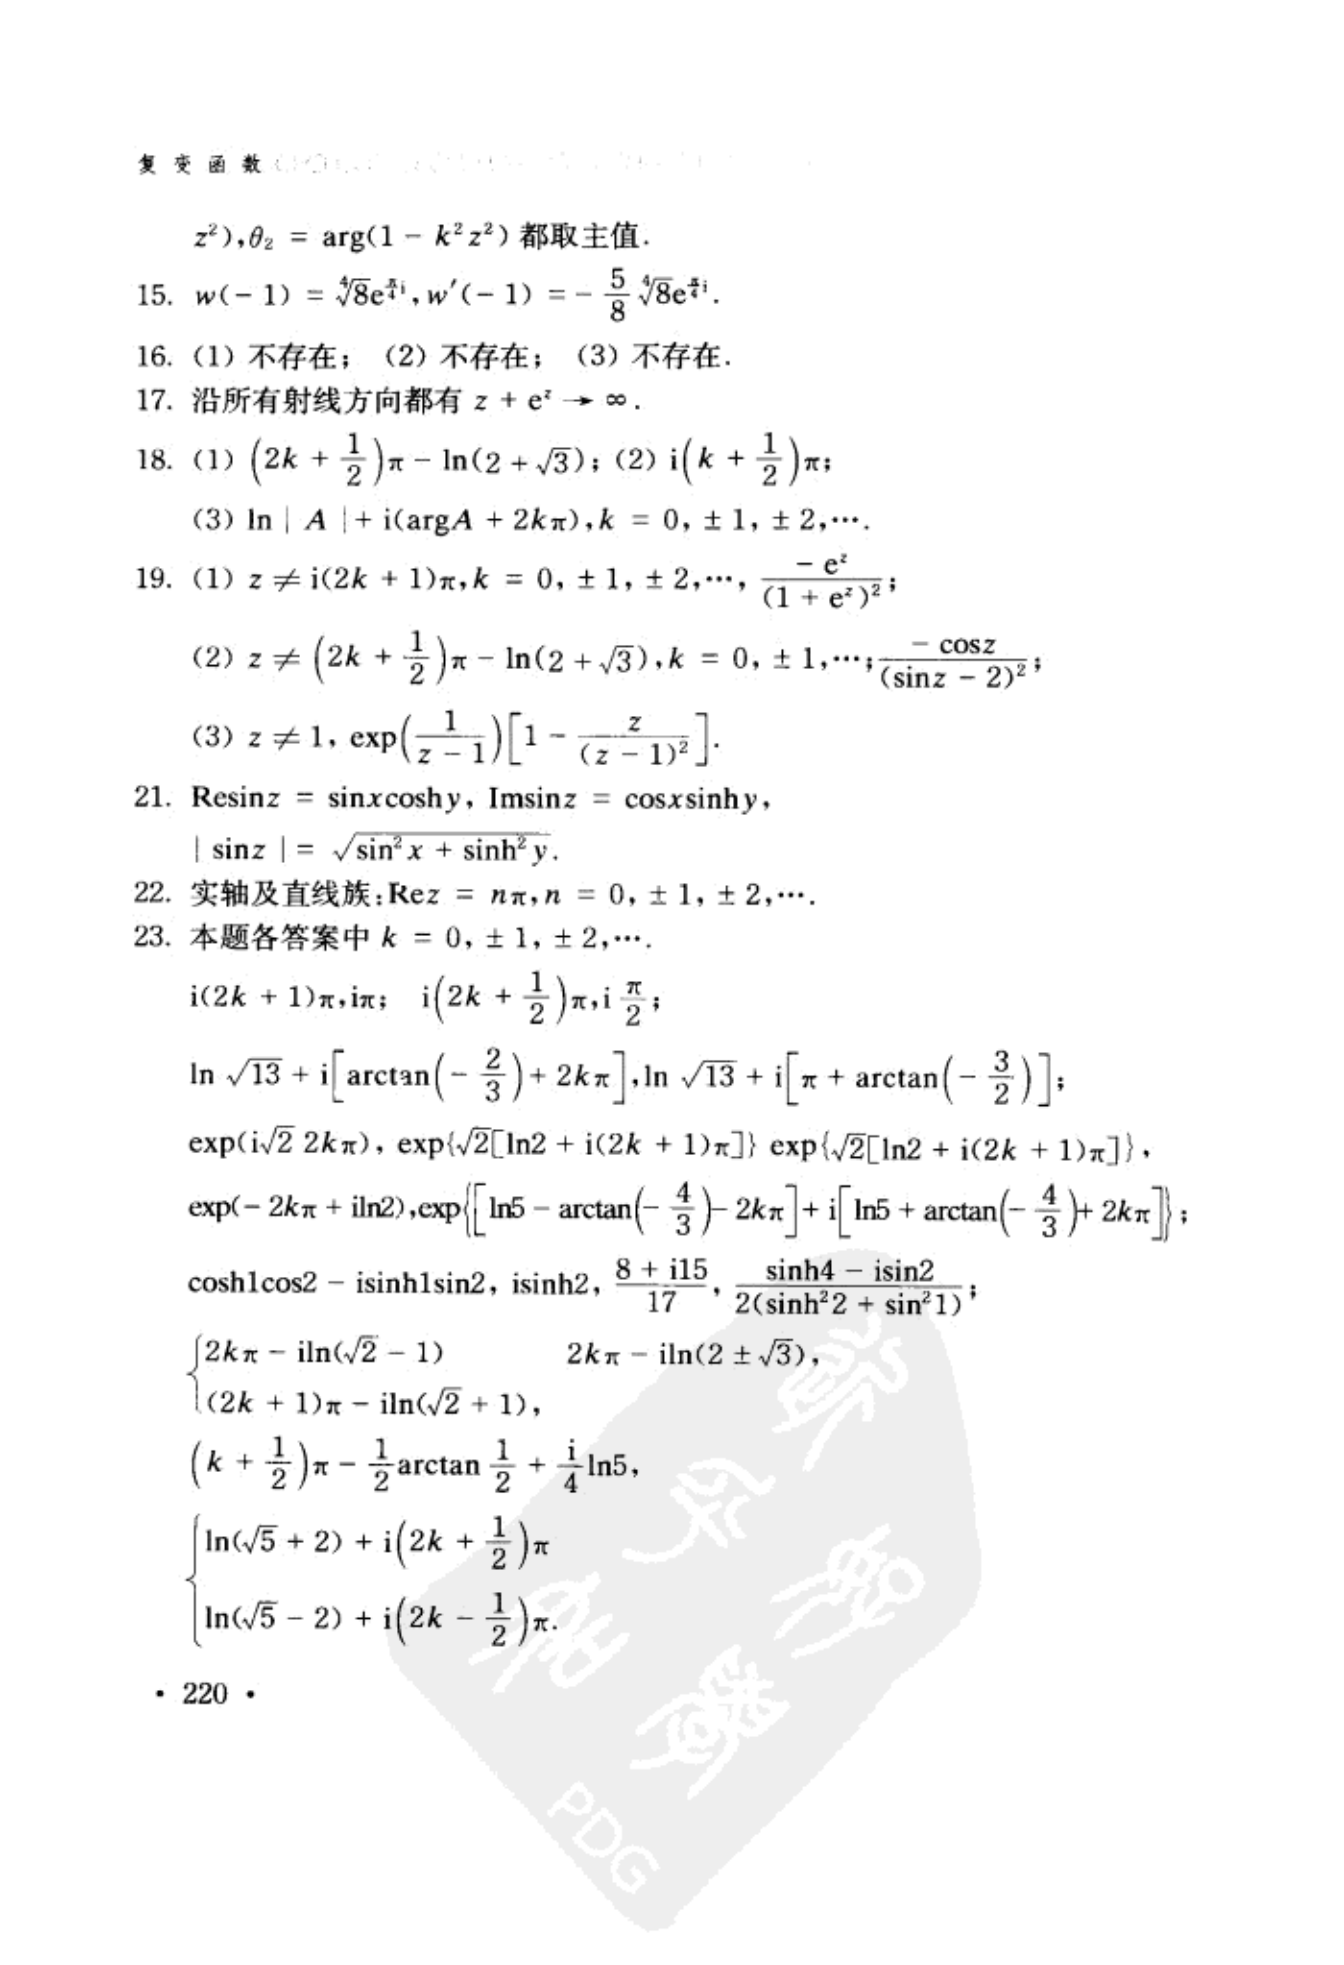 复变函数
z²),θ₂ = arg(1 - k²z²)都取主值.
15. w(-1) = ∜8e^{π/4 i}, w′(-1) = -5/8 ∜8e^{π/4 i}.
16. (1) 不存在; (2) 不存在; (3) 不存在.
17. 沿所有射线方向都有 z + e^z → ∞.
18. (1) (2k + 1/2)π - ln(2 + √3); (2) i(k + 1/2)π;
(3) ln|A| + i(argA + 2kπ), k = 0, ±1, ±2,….
19. (1) z ≠ i(2k + 1)π, k = 0, ±1, ±2,…, -e^z/(1 + e^z)²;
(2) z ≠ (2k + 1/2)π - ln(2 + √3), k = 0, ±1,…; -cosz/(sinz - 2)²;
(3) z ≠ 1, exp(1/(z - 1))[1 - z/(z - 1)²].
21. Resinz = sinxcoshy, Imsinz = cosxsinhy,
|sinz| = √(sin²x + sinh²y).
22. 实轴及直线族:Rez = nπ, n = 0, ±1, ±2,….
23. 本题各答案中 k = 0, ±1, ±2,….
i(2k + 1)π, iπ; i(2k + 1/2)π, i π/2;
ln √13 + i[arctan(-2/3) + 2kπ], ln √13 + i[π + arctan(-3/2)];
exp(i√2 2kπ), exp{√2[ln2 + i(2k + 1)π]} exp{√2[ln2 + i(2k + 1)π]},
exp(-2kπ + iln2), exp{[ln5 - arctan(-4/3) - 2kπ] + i[ln5 + arctan(-4/3) + 2kπ]};
cosh1cos2 - isinh1sin2, isinh2, (8 + i15)/17, (sinh4 - isin2)/(2(sinh²2 + sin²1));
{2kπ - iln(√2 - 1) 2kπ - iln(2 ± √3),
(2k + 1)π - iln(√2 + 1),
(k + 1/2)π - 1/2 arctan 1/2 + i/4 ln5,
{ln(√5 + 2) + i(2k + 1/2)π
ln(√5 - 2) + i(2k - 1/2)π.
· 220 ·
PDG